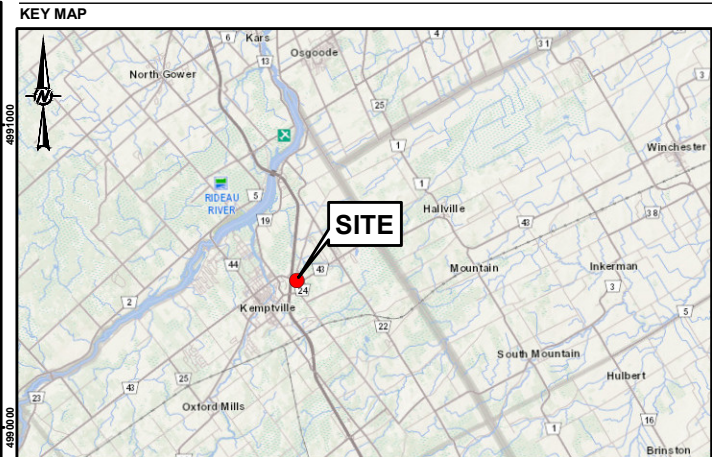 KEY MAP
N
4991000
4990000
Kars
6
13
Osgoode
4
31
North Gower
3
25
1
Winchester
RIDEAU
RIVER
5
1
19
Hallville
38
SITE
43
44
43
Mountain
Inkerman
24
3
2
Kemptville
5
22
South Mountain
25
Hulbert
43
23
Oxford Mills
16
1
Brinston